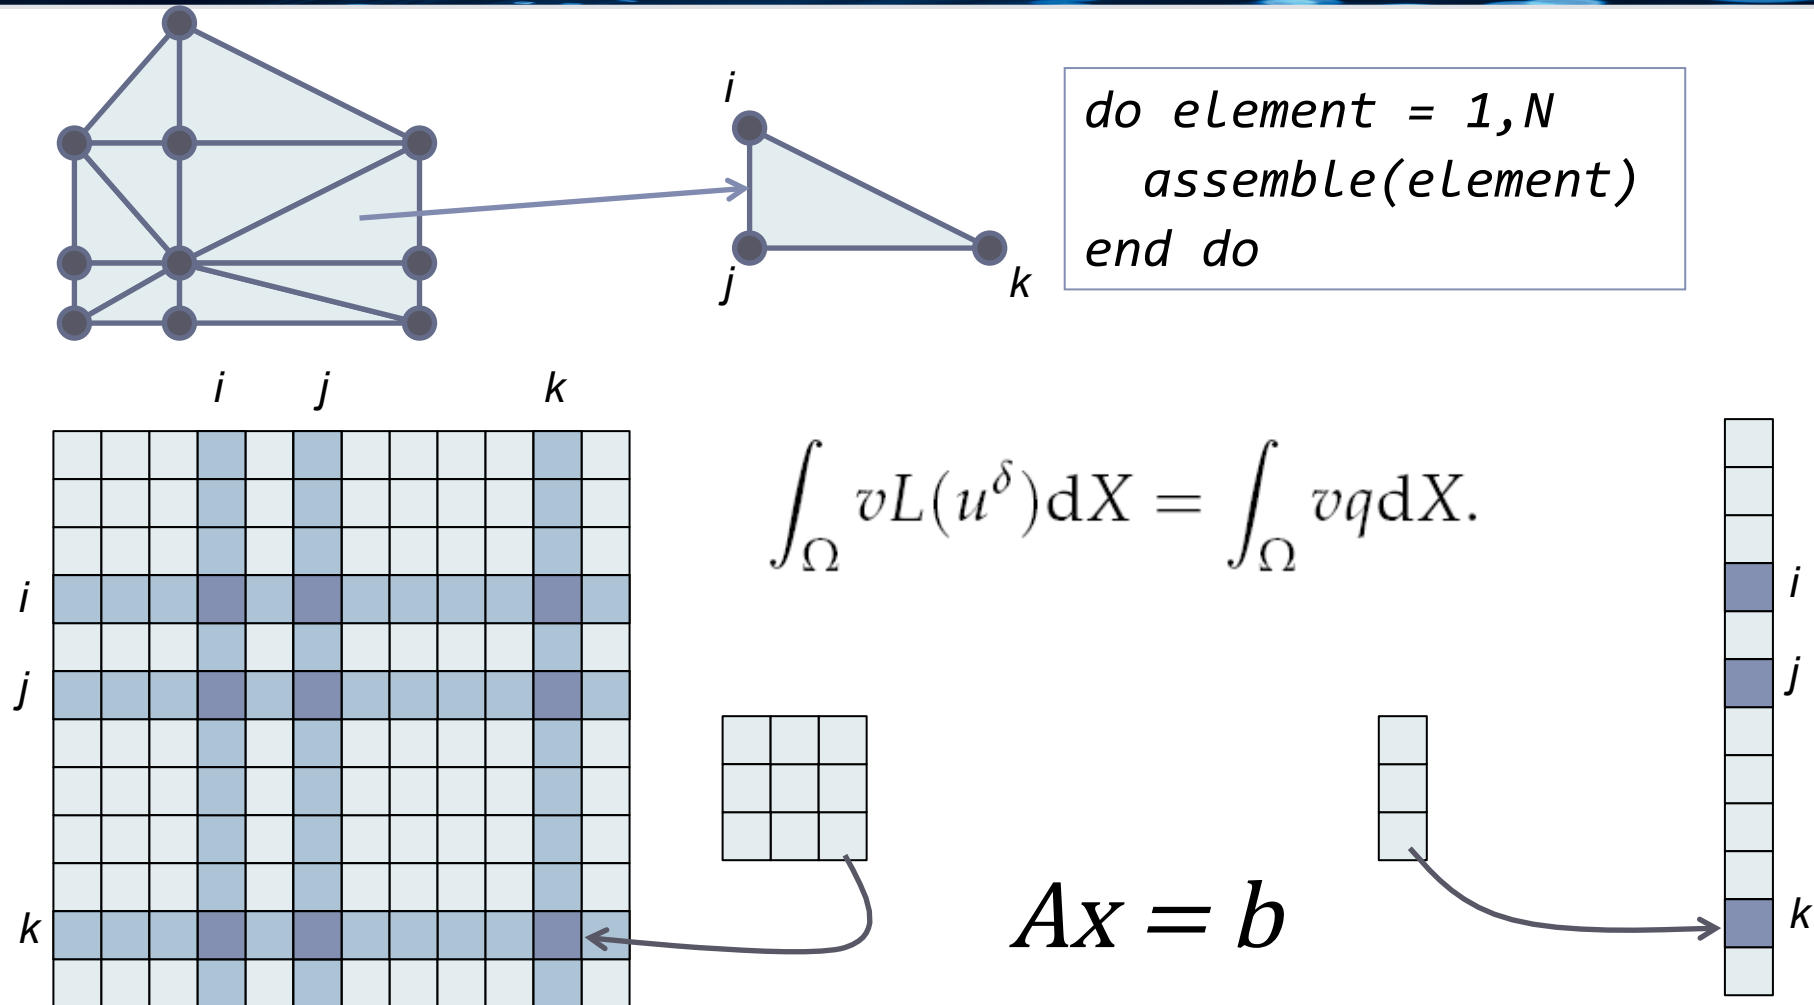 i
j
k
do element = 1,N
assemble(element)
end do
i j k
i
j
k
∫_Ω vL(u^δ)dX = ∫_Ω vqdX.
Ax = b
i
j
k